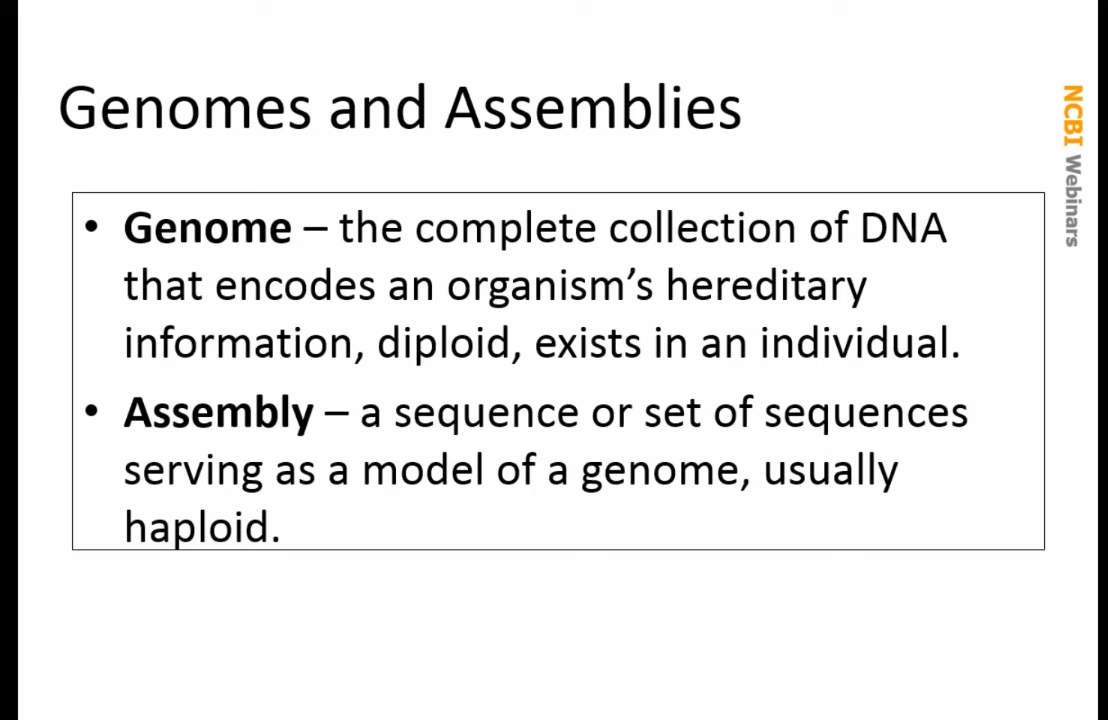 Genomes and Assemblies
NCBI Webinars
• Genome – the complete collection of DNA
that encodes an organism’s hereditary
information, diploid, exists in an individual.
• Assembly – a sequence or set of sequences
serving as a model of a genome, usually
haploid.